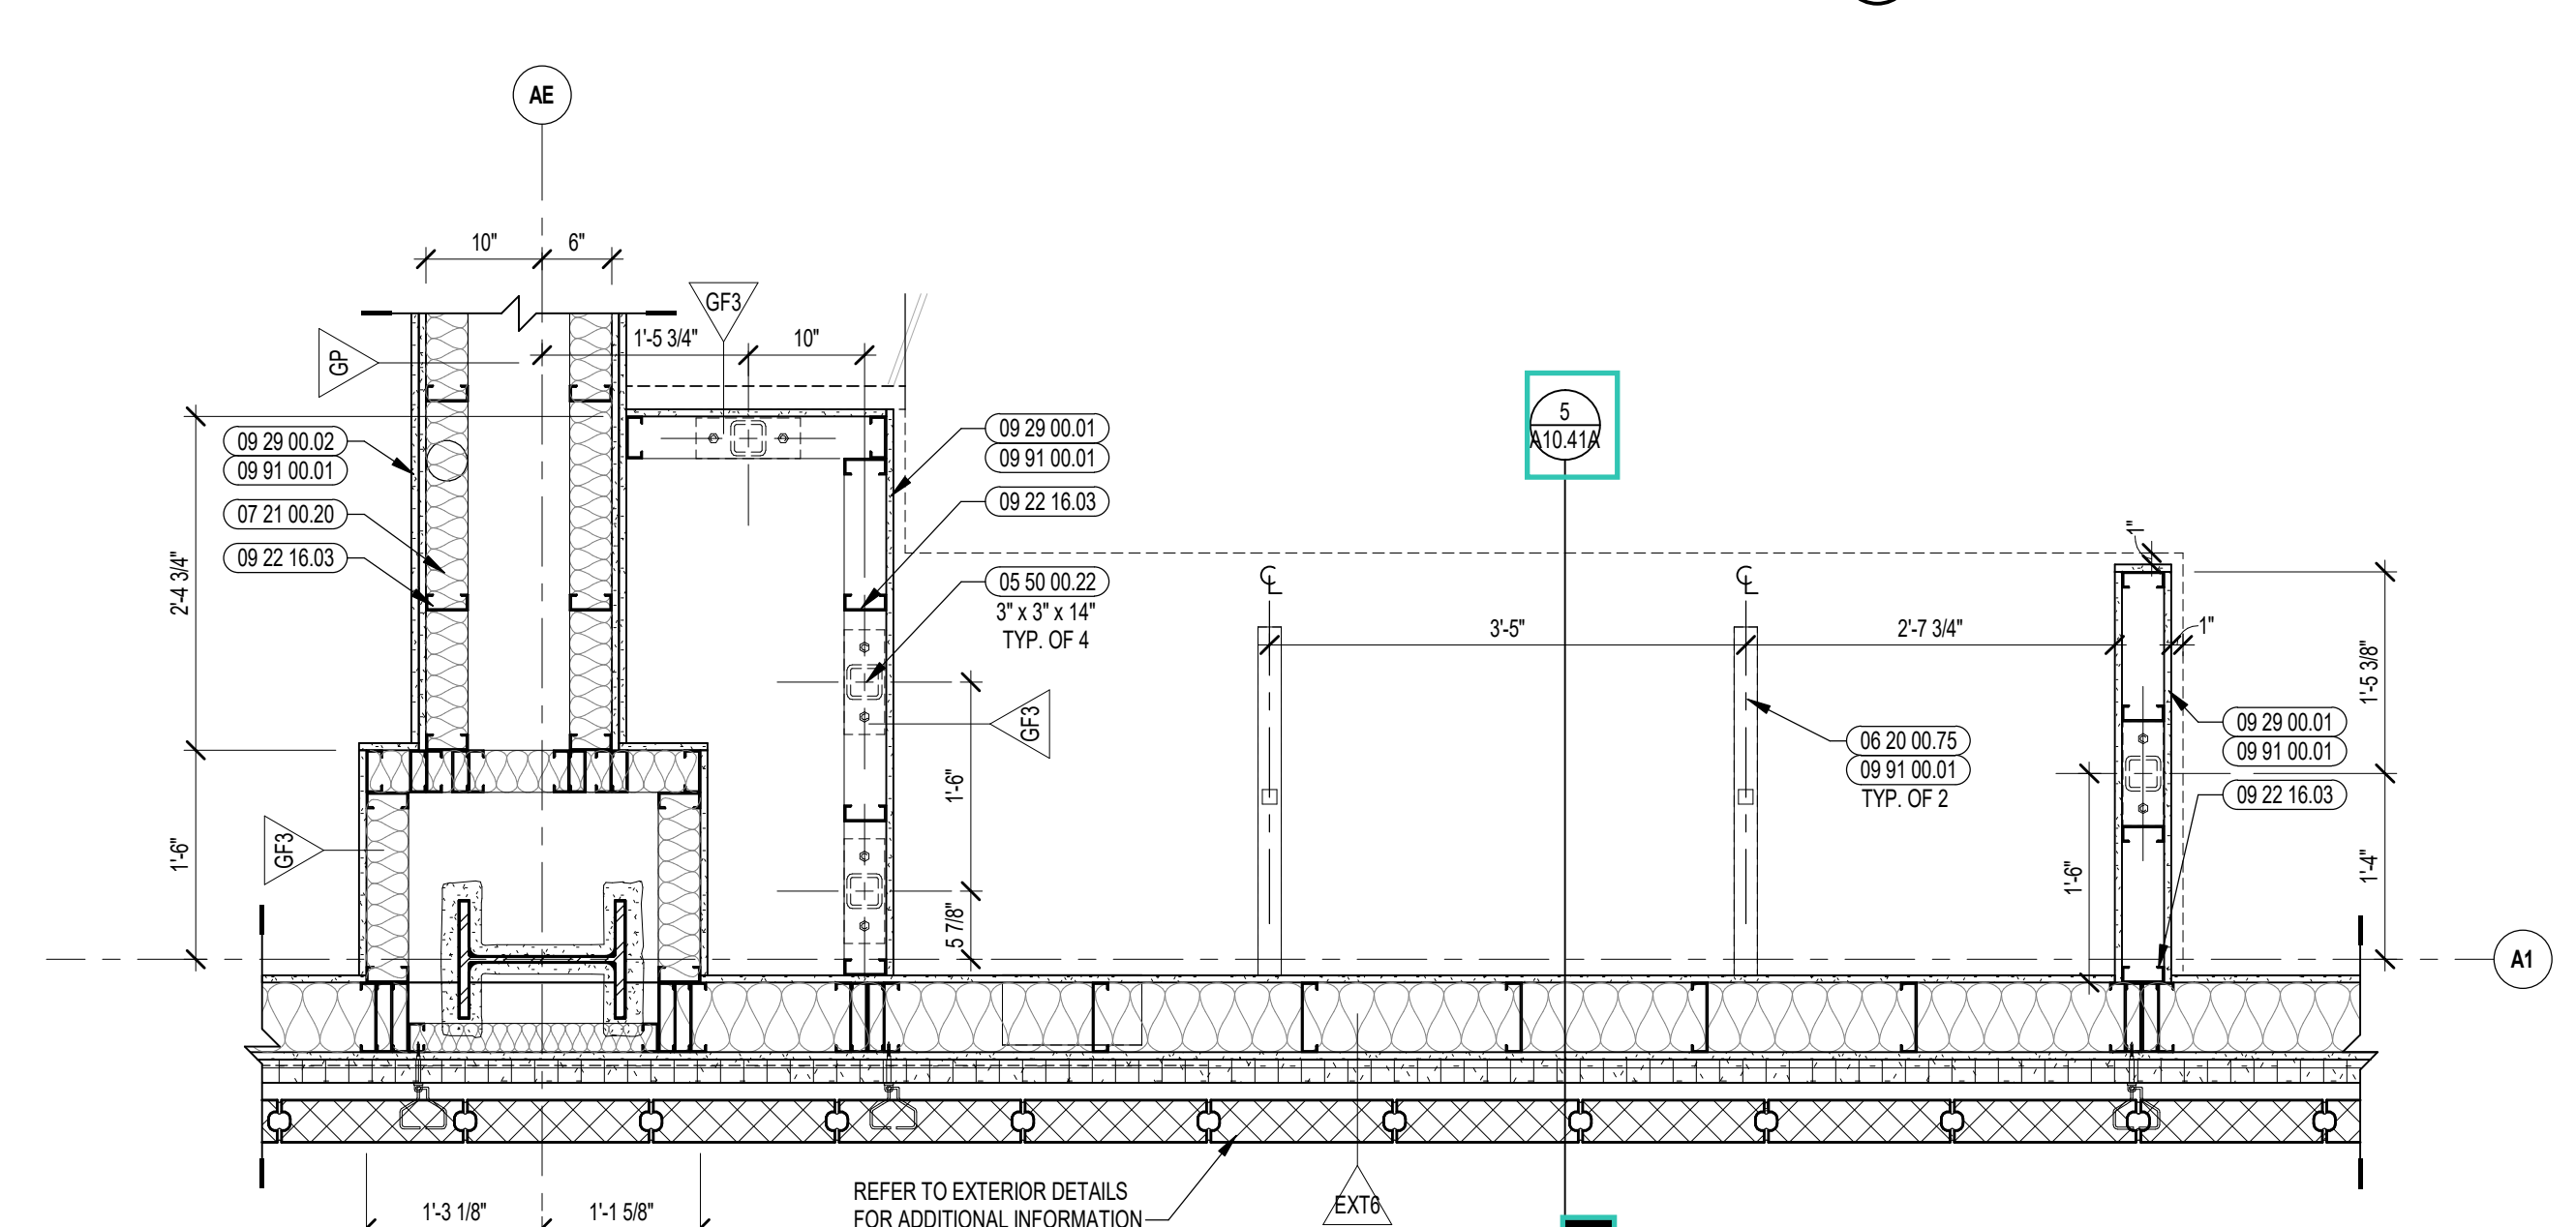 AE
10"
6"
GF3
1'-5 3/4"
10"
GP
5
A10.41A
09 29 00.02
09 91 00.01
07 21 00.20
09 22 16.03
2'-4 3/4"
09 29 00.01
09 91 00.01
09 22 16.03
05 50 00.22
3" x 3" x 14"
TYP. OF 4
GF3
1'-6"
5 7/8"
1'-6"
GF3
℄
℄
3'-5"
2'-7 3/4"
1"
1"
06 20 00.75
09 91 00.01
TYP. OF 2
1'-5 3/8"
09 29 00.01
09 91 00.01
09 22 16.03
1'-6"
1'-4"
A1
1'-3 1/8"
1'-1 5/8"
REFER TO EXTERIOR DETAILS
FOR ADDITIONAL INFORMATION
EXT6